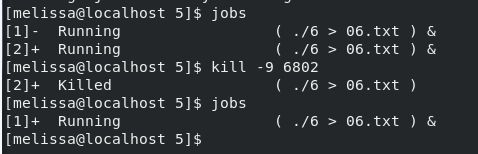 [melissa@localhost 5]$ jobs
[1]-  Running                 ( ./6 > 06.txt ) &
[2]+  Running                 ( ./6 > 06.txt ) &
[melissa@localhost 5]$ kill -9 6802
[2]+  Killed                  ( ./6 > 06.txt )
[melissa@localhost 5]$ jobs
[1]+  Running                 ( ./6 > 06.txt ) &
[melissa@localhost 5]$